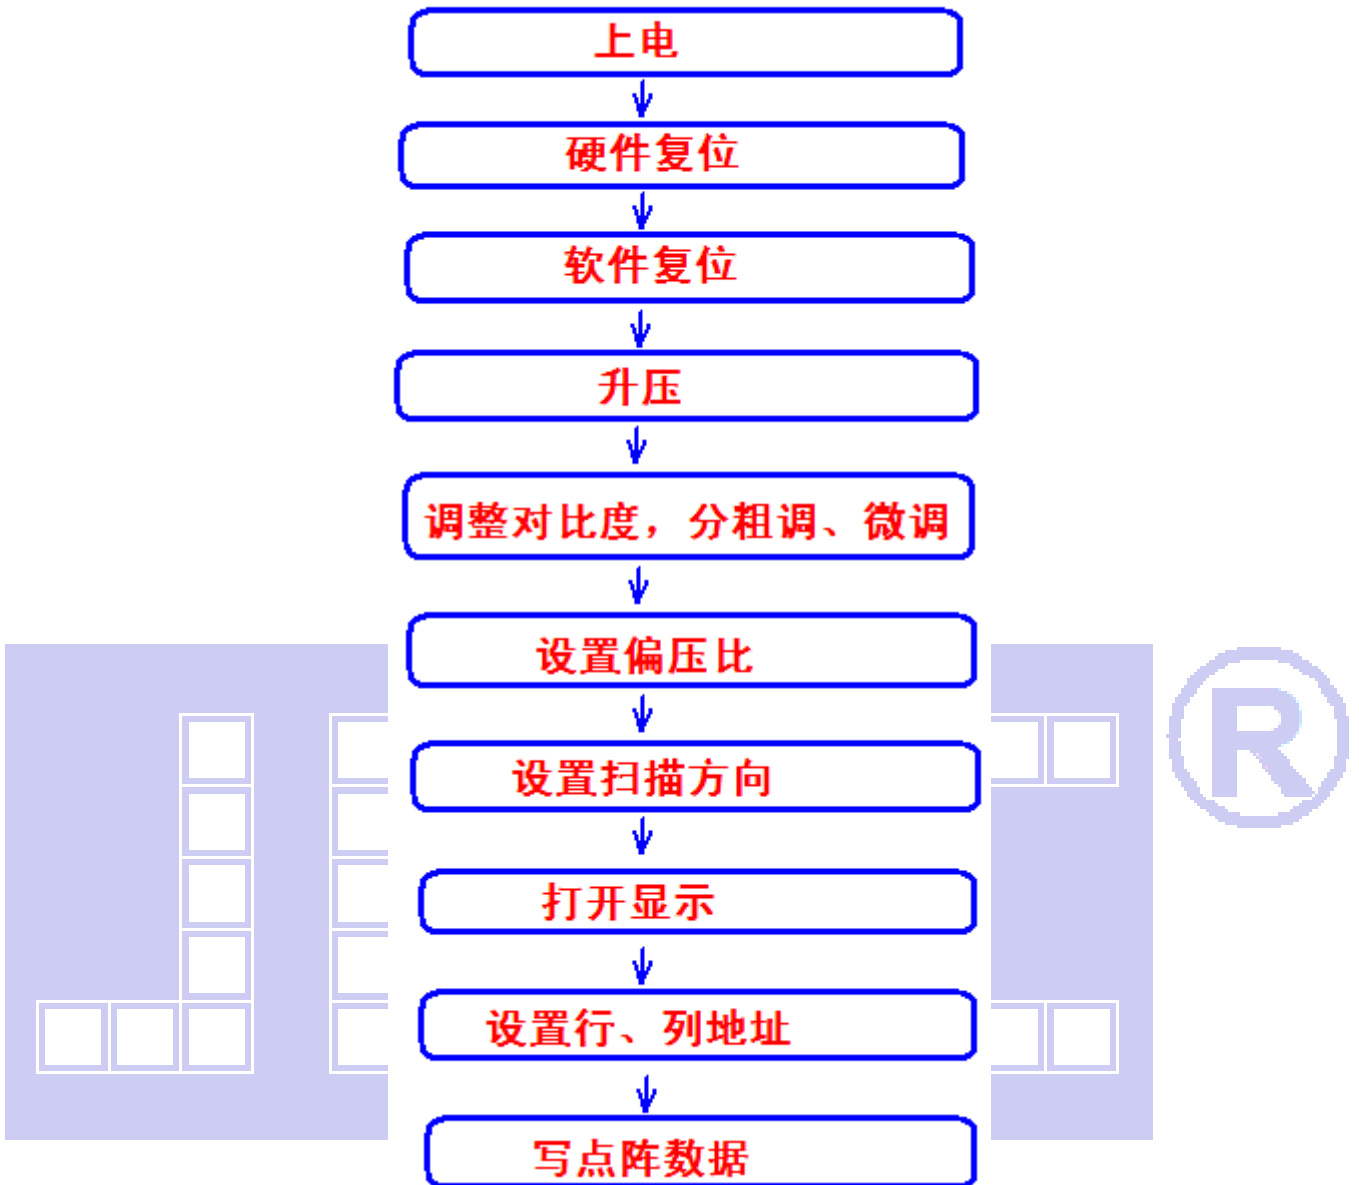 上电
硬件复位
软件复位
升压
调整对比度，分粗调、微调
设置偏压比
设置扫描方向
打开显示
设置行、列地址
写点阵数据
®